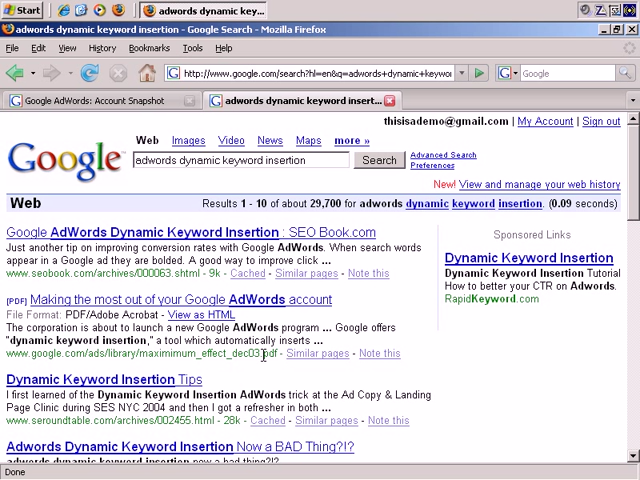 Start
adwords dynamic key...
adwords dynamic keyword insertion - Google Search - Mozilla Firefox
File Edit View History Bookmarks Tools Help
http://www.google.com/search?hl=en&q=adwords+dynamic+keywo
Google
Google AdWords: Account Snapshot
adwords dynamic keyword insert...
thisisademo@gmail.com | My Account | Sign out
Web Images Video News Maps more »
Google
adwords dynamic keyword insertion
Search
Advanced Search
Preferences
New! View and manage your web history
Web
Results 1 - 10 of about 29,700 for adwords dynamic keyword insertion. (0.09 seconds)
Google AdWords Dynamic Keyword Insertion : SEO Book.com
Just another tip on improving conversion rates with Google AdWords. When search words
appear in a Google ad they are bolded. A good way to improve click ...
www.seobook.com/archives/000063.shtml - 9k - Cached - Similar pages - Note this
[PDF] Making the most out of your Google AdWords account
File Format: PDF/Adobe Acrobat - View as HTML
The corporation is about to launch a new Google AdWords program ... Google offers
"dynamic keyword insertion," a tool which automatically inserts ...
www.google.com/ads/library/maximimum_effect_dec03.pdf - Similar pages - Note this
Dynamic Keyword Insertion Tips
I first learned of the Dynamic Keyword Insertion AdWords trick at the Ad Copy & Landing
Page Clinic during SES NYC 2004 and then I got a refresher in both ...
www.seroundtable.com/archives/002455.html - 28k - Cached - Similar pages - Note this
Adwords Dynamic Keyword Insertion Now a BAD Thing?!?
Sponsored Links
Dynamic Keyword Insertion
Dynamic Keyword Insertion Tutorial
How to better your CTR on Adwords.
RapidKeyword.com
Done